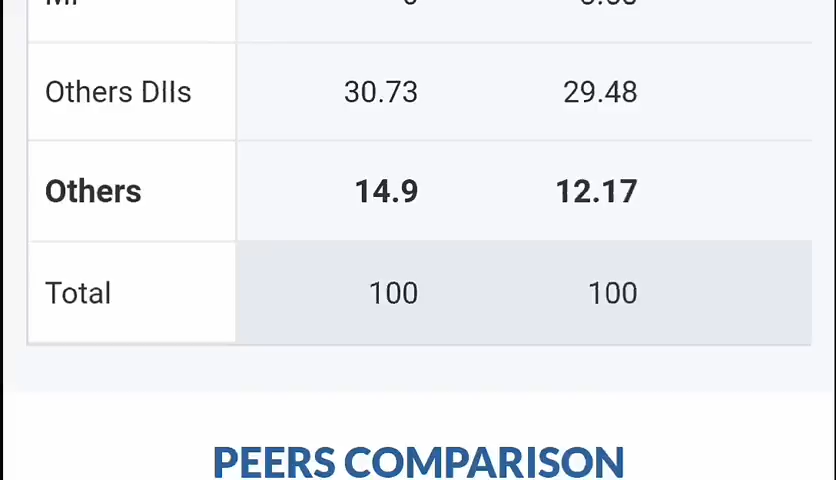 Others DIIs 30.73 29.48
Others 14.9 12.17
Total 100 100
PEERS COMPARISON